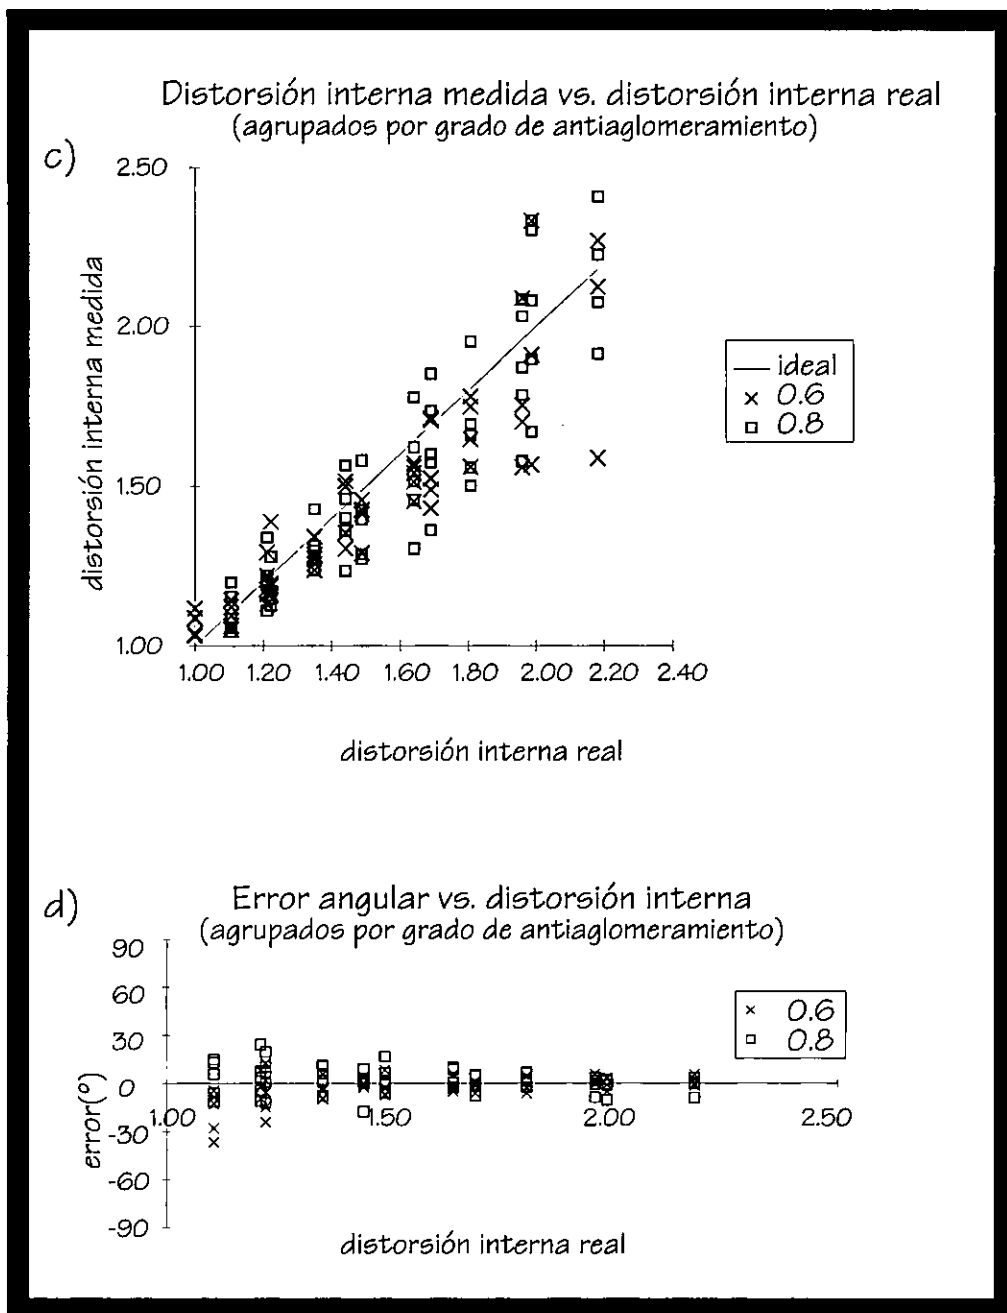 Distorsión interna medida vs. distorsión interna real
(agrupados por grado de antiaglomeramiento)
c)
2.50
2.00
1.50
1.00
distorsión interna medida
ideal
0.6
0.8
1.00 1.20 1.40 1.60 1.80 2.00 2.20 2.40
distorsión interna real
d)
Error angular vs. distorsión interna
(agrupados por grado de antiaglomeramiento)
90
60
30
0
-30
-60
-90
error(°)
0.6
0.8
1.00 1.50 2.00 2.50
distorsión interna real